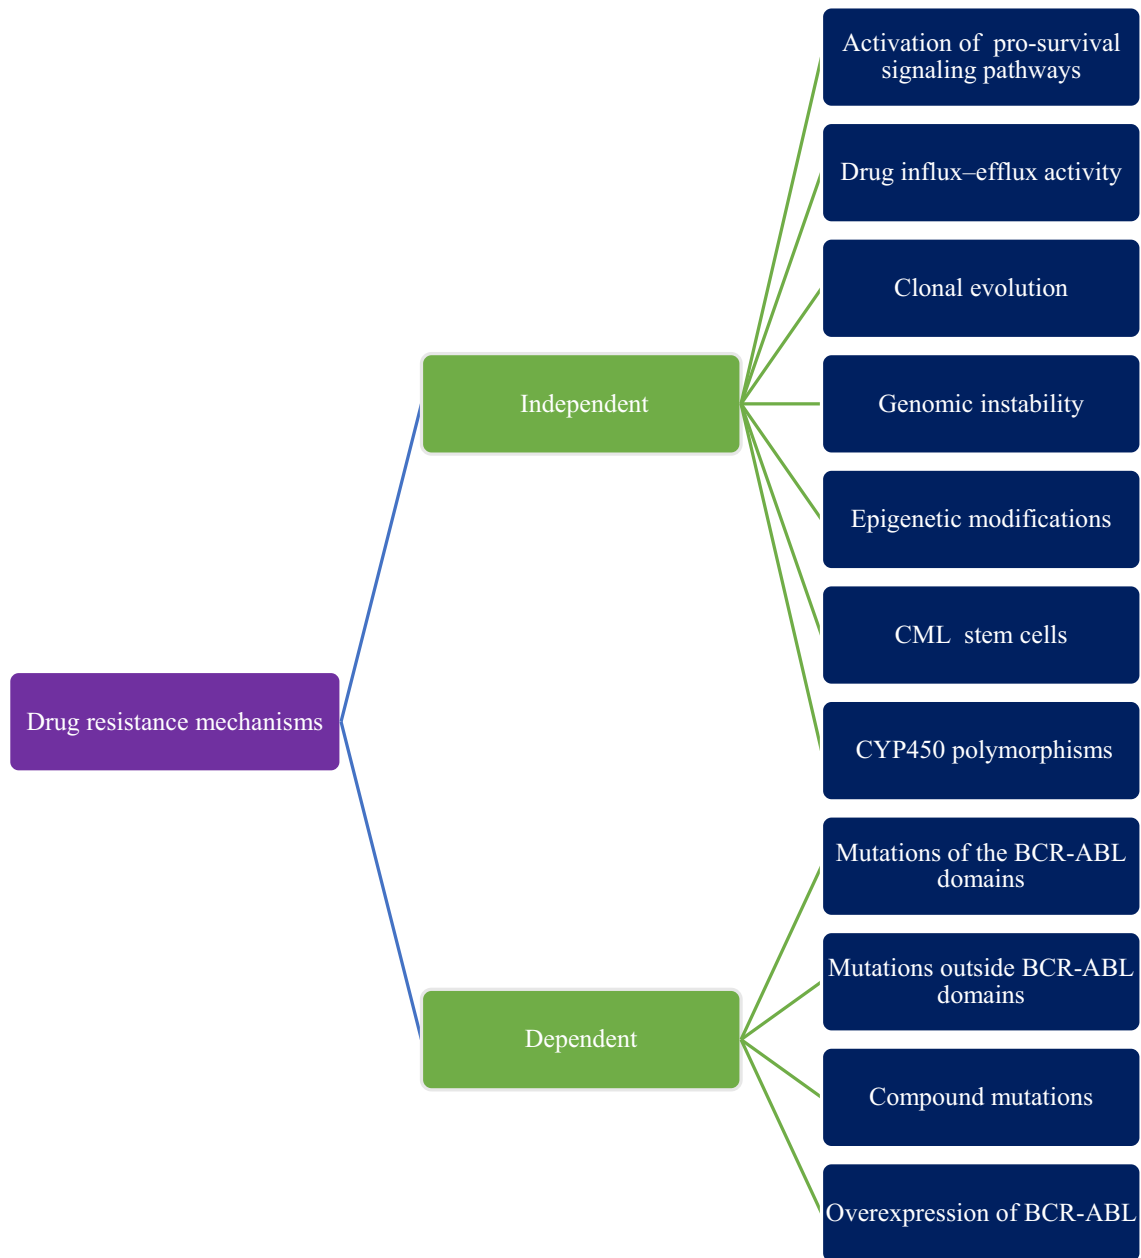 Activation of pro-survival
signaling pathways
Drug influx–efflux activity
Clonal evolution
Independent
Genomic instability
Epigenetic modifications
CML stem cells
Drug resistance mechanisms
CYP450 polymorphisms
Mutations of the BCR-ABL
domains
Mutations outside BCR-ABL
domains
Dependent
Compound mutations
Overexpression of BCR-ABL